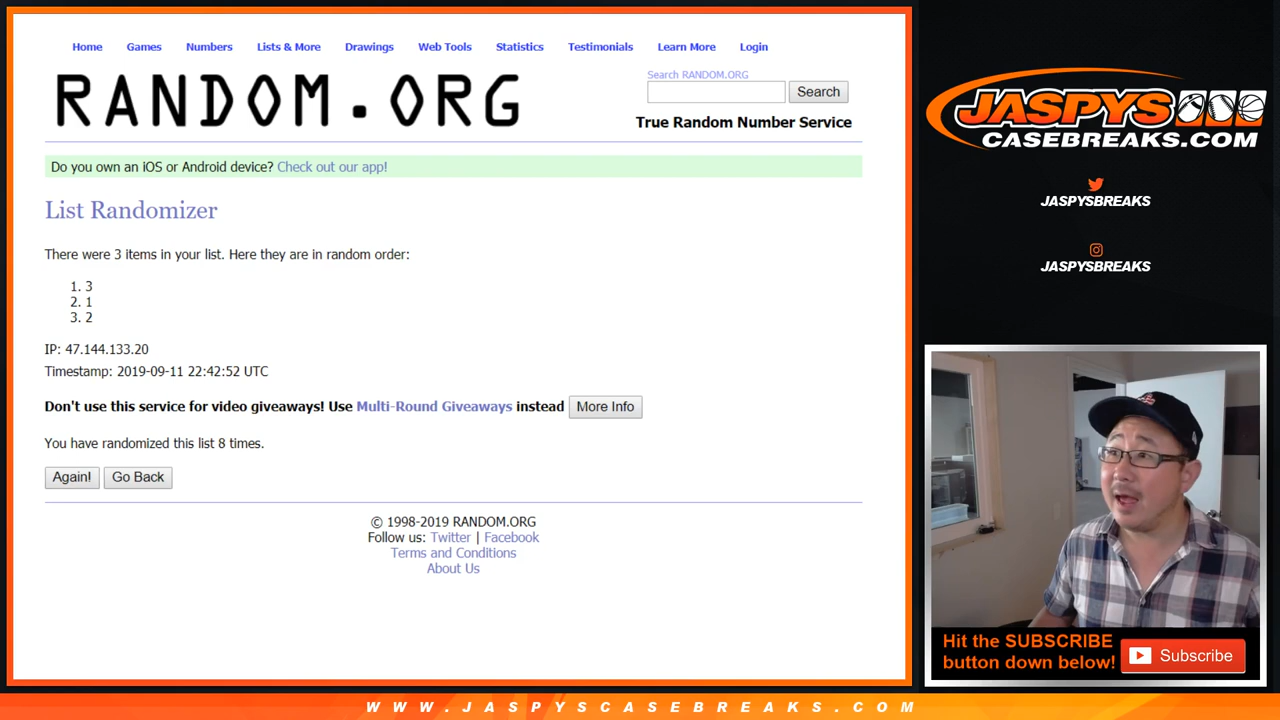 Home Games Numbers Lists & More Drawings Web Tools Statistics Testimonials Learn More Login
RANDOM.ORG
Search RANDOM.ORG
Search
True Random Number Service
Do you own an iOS or Android device? Check out our app!
List Randomizer
There were 3 items in your list. Here they are in random order:
1. 3
2. 1
3. 2
IP: 47.144.133.20
Timestamp: 2019-09-11 22:42:52 UTC
Don't use this service for video giveaways! Use Multi-Round Giveaways instead More Info
You have randomized this list 8 times.
Again! Go Back
© 1998-2019 RANDOM.ORG
Follow us: Twitter | Facebook
Terms and Conditions
About Us
JASPYS
CASEBREAKS.COM
JASPYSBREAKS
JASPYSBREAKS
Hit the SUBSCRIBE
button down below!
Subscribe
WWW.JASPYSCASEBREAKS.COM